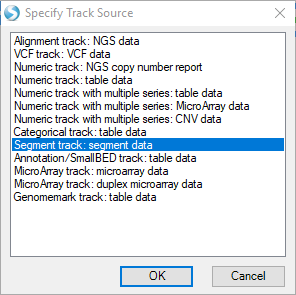 Specify Track Source
Alignment track: NGS data
VCF track: VCF data
Numeric track: NGS copy number report
Numeric track: table data
Numeric track with multiple series: table data
Numeric track with multiple series: MicroArray data
Numeric track with multiple series: CNV data
Categorical track: table data
Segment track: segment data
Annotation/SmallBED track: table data
MicroArray track: microarray data
MicroArray track: duplex microarray data
Genomemark track: table data
OK Cancel